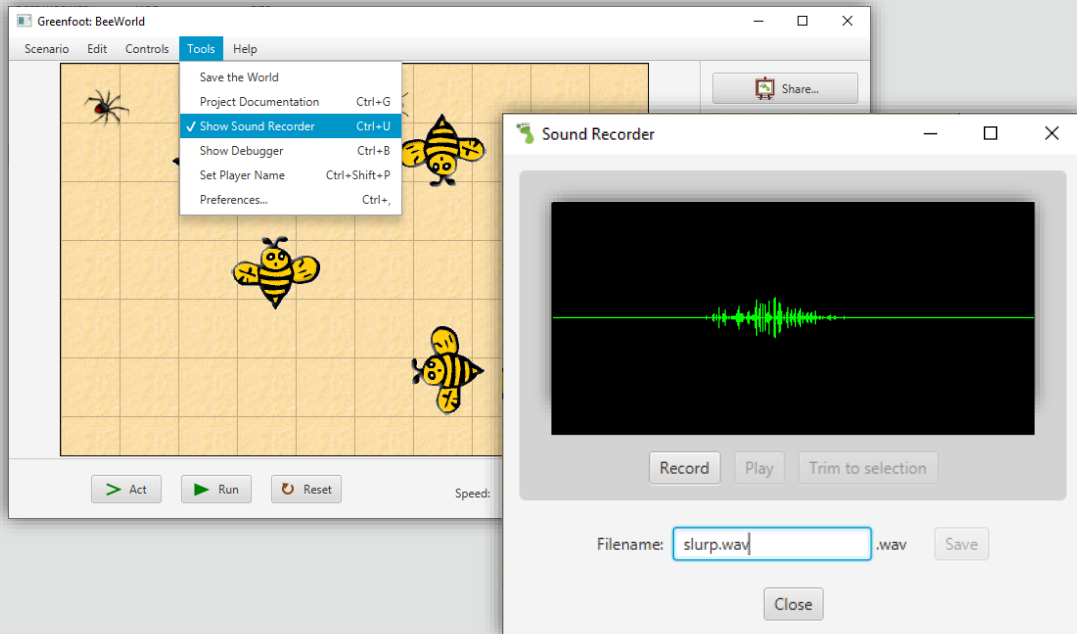 Greenfoot: BeeWorld
Scenario Edit Controls Tools Help
Save the World
Project Documentation Ctrl+G
Show Sound Recorder Ctrl+U
Show Debugger Ctrl+B
Set Player Name Ctrl+Shift+P
Preferences... Ctrl+,
Share...
Act Run Reset Speed:
Sound Recorder
Record Play Trim to selection
Filename: slurp.wav .wav Save
Close